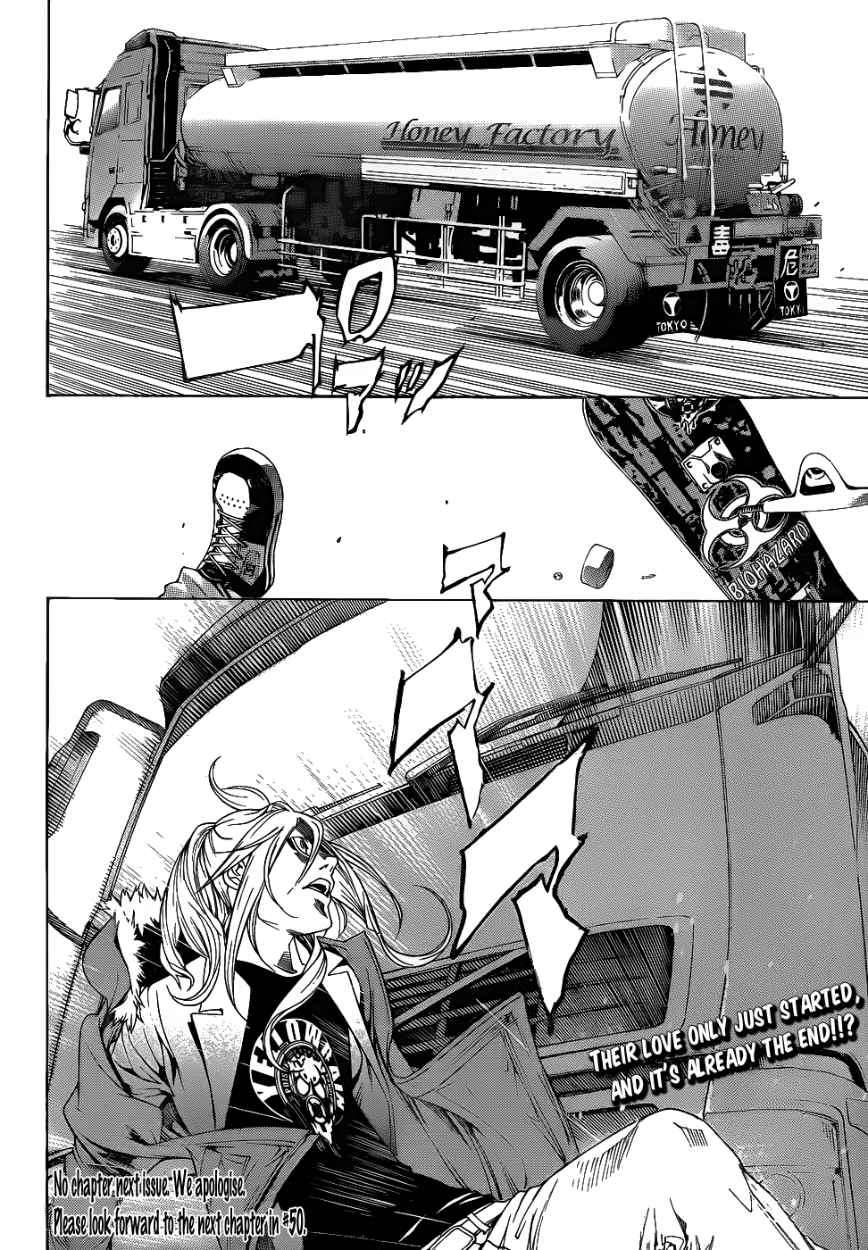 Honey Factory
Honey
毒
危
TOKYO
TOKY
BIOHAZARD
THEIR LOVE ONLY JUST STARTED,
AND IT'S ALREADY THE END!!?
No chapter next issue. We apologise.
Please look forward to the next chapter in #50.